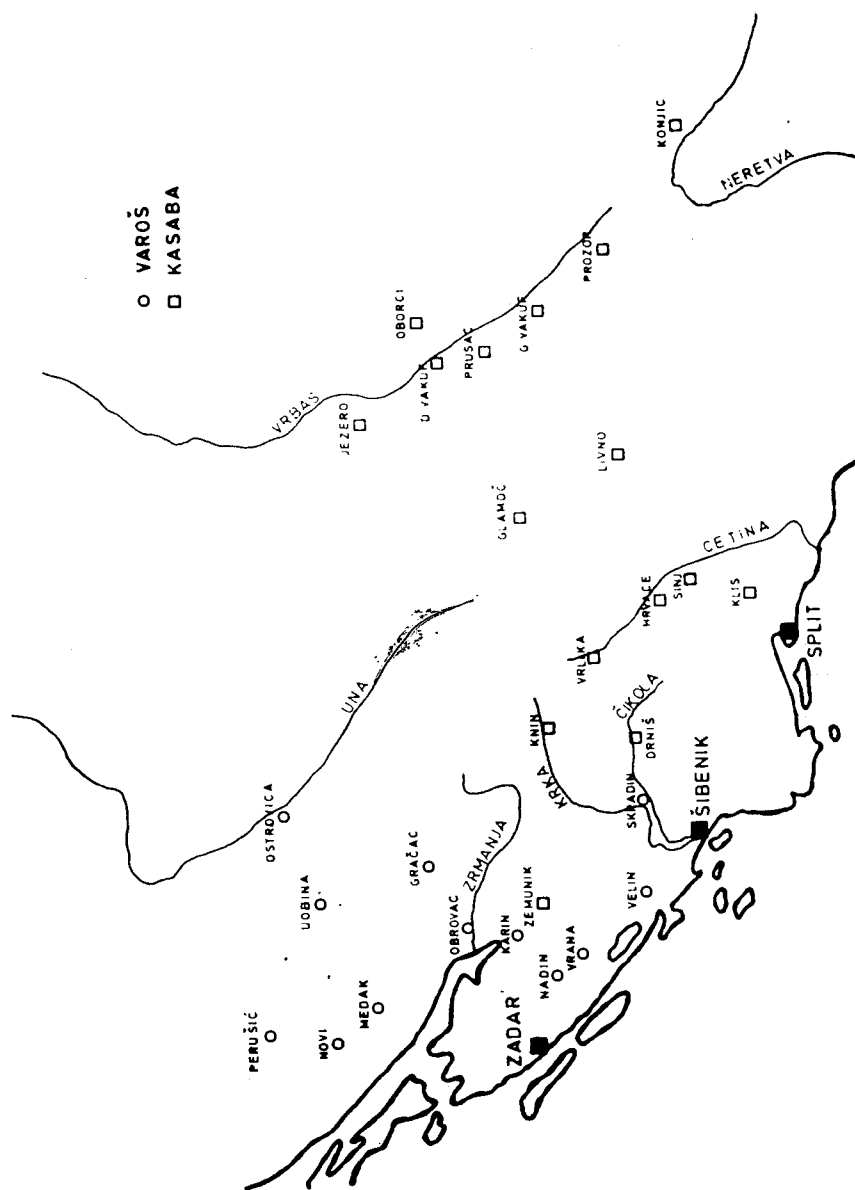 VAROŠ
KASABA
PERUŠIĆ
NOVI
MEDAK
UDBINA
OSTROVICA
UNA
GRAČAC
OBROVAC
ZRMANJA
KARIN
ZEMUNIK
NADIN
VRANA
ZADAR
VELIN
KRKA
KNIN
SKRADIN
ŠIBENIK
ČIKOLA
DRNIŠ
VRLIKA
HRVACE
SINJ
CETINA
KLIS
SPLIT
GLAMOČ
LIVNO
JEZERO
VRBAS
D VAKUF
OBORCI
PRUSAC
G VAKUF
PROZOR
KONJIC
NERETVA